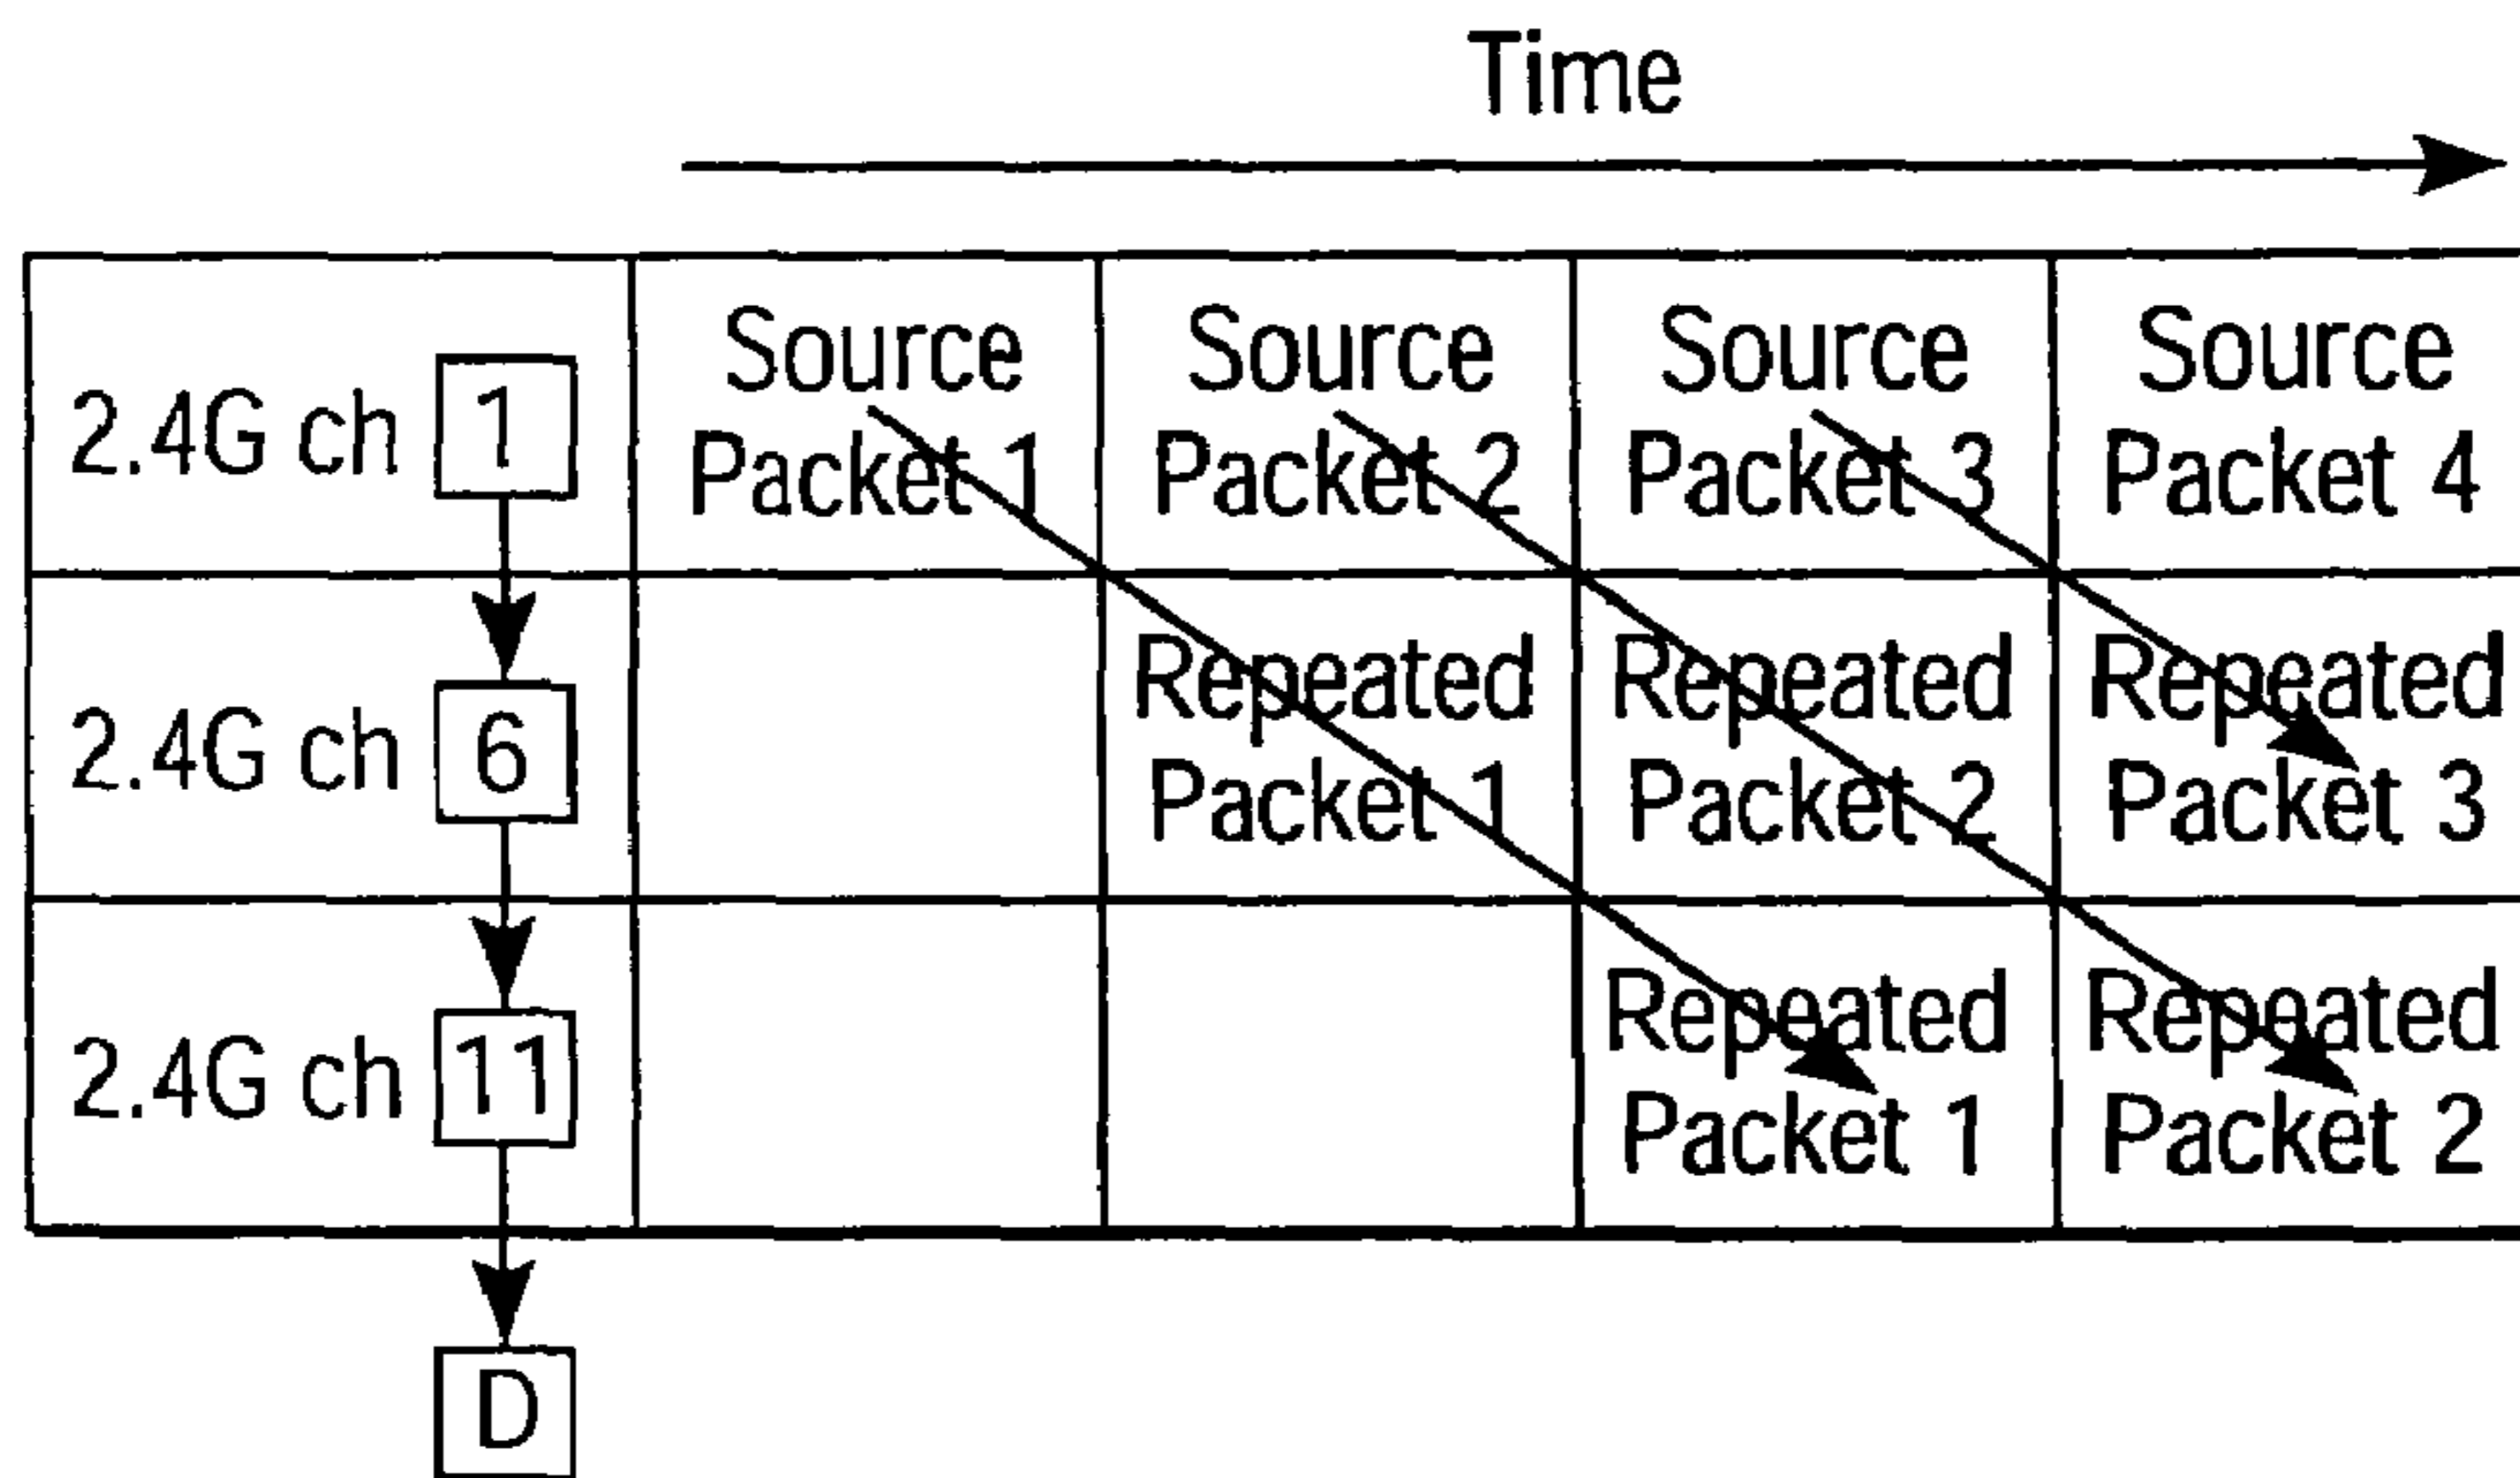 Time
2.4G ch 1
Source
Packet 1
Source
Packet 2
Source
Packet 3
Source
Packet 4
2.4G ch 6
Repeated
Packet 1
Repeated
Packet 2
Repeated
Packet 3
2.4G ch 11
Repeated
Packet 1
Repeated
Packet 2
D